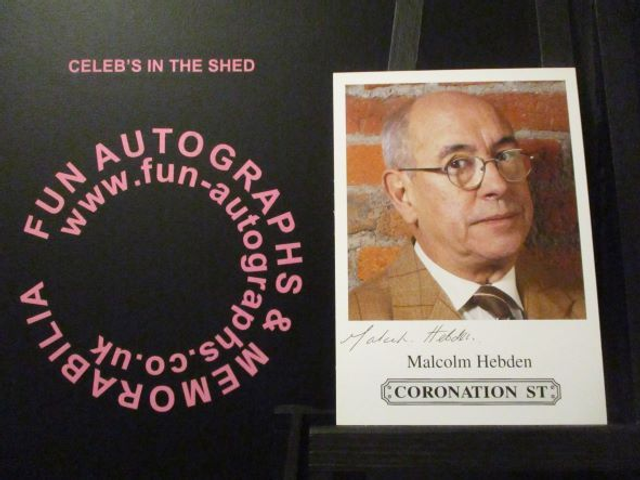 CELEB'S IN THE SHED
FUN AUTOGRAPHS & MEMORABILIA
www.fun-autographs.co.uk
Malcolm Hebden.
Malcolm Hebden
CORONATION ST.